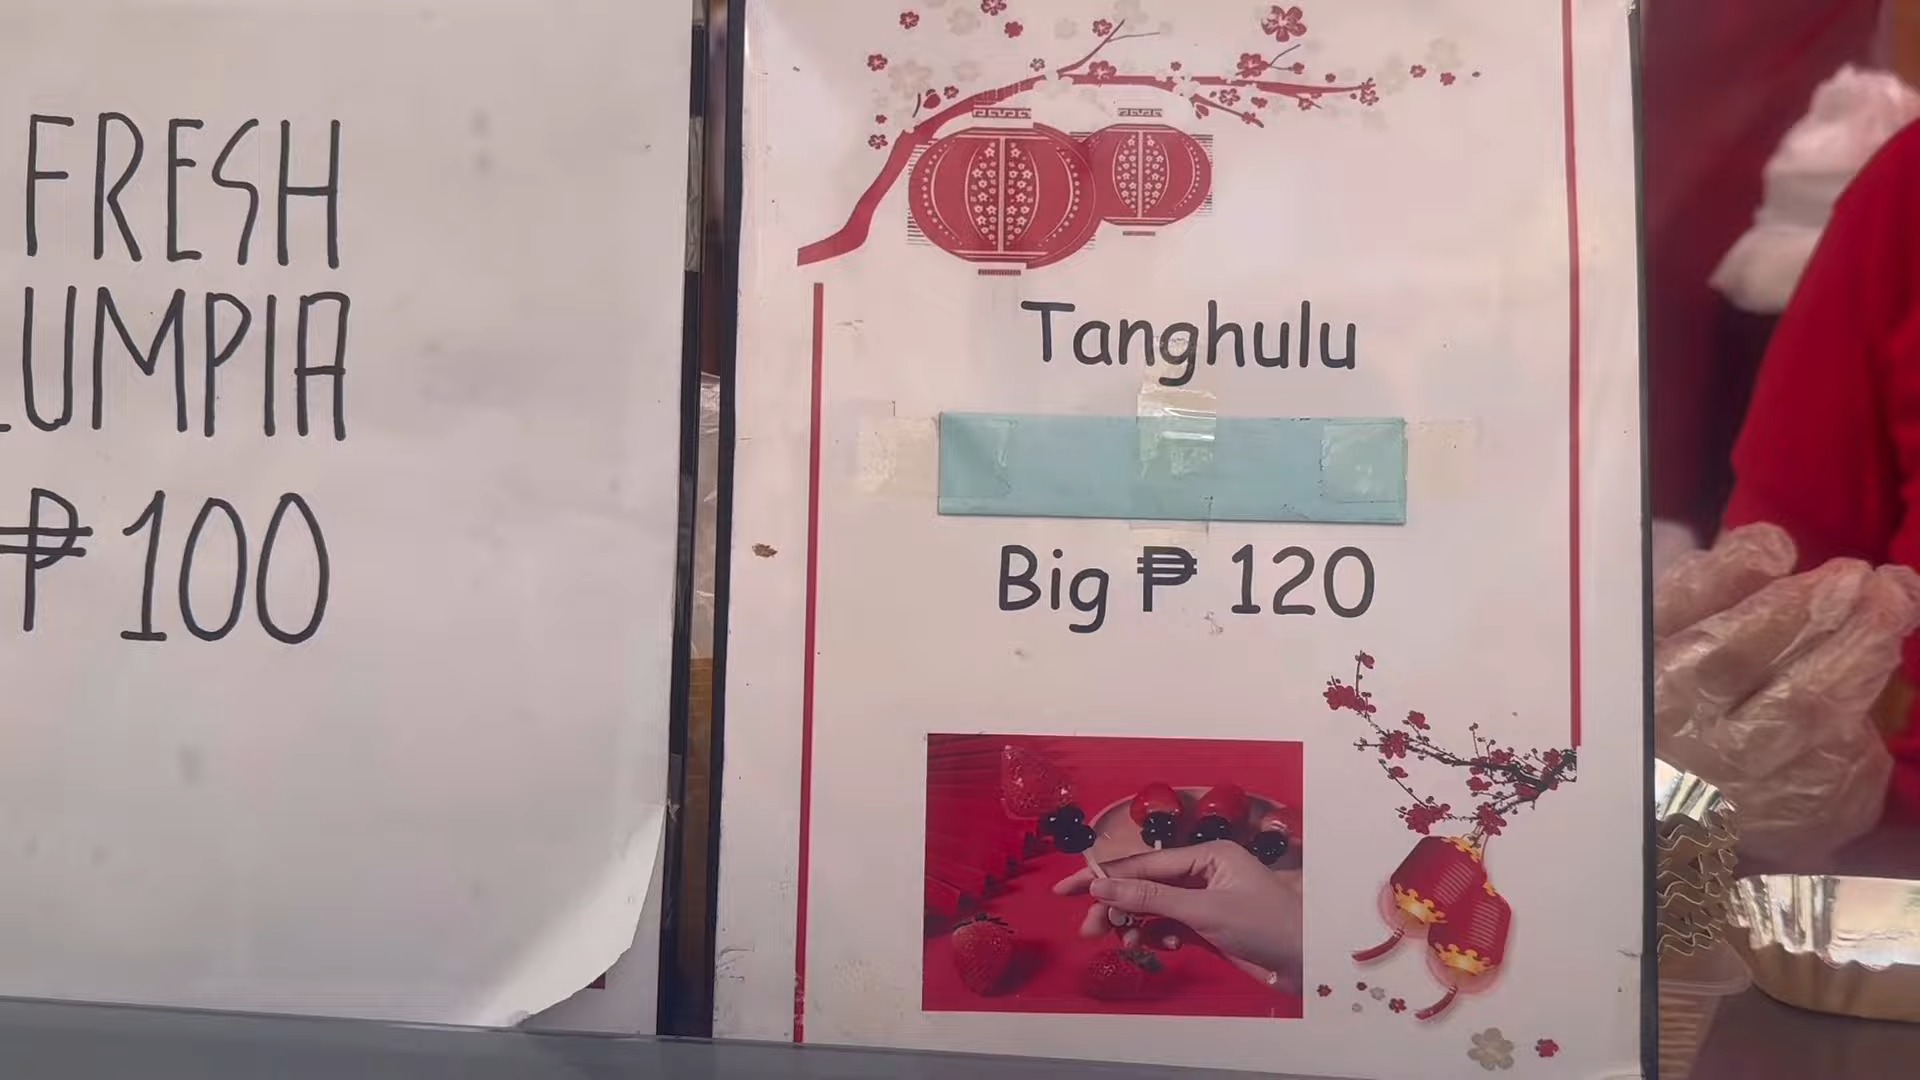 FRESH
LUMPIA
₱ 100
Tanghulu
Big ₱ 120